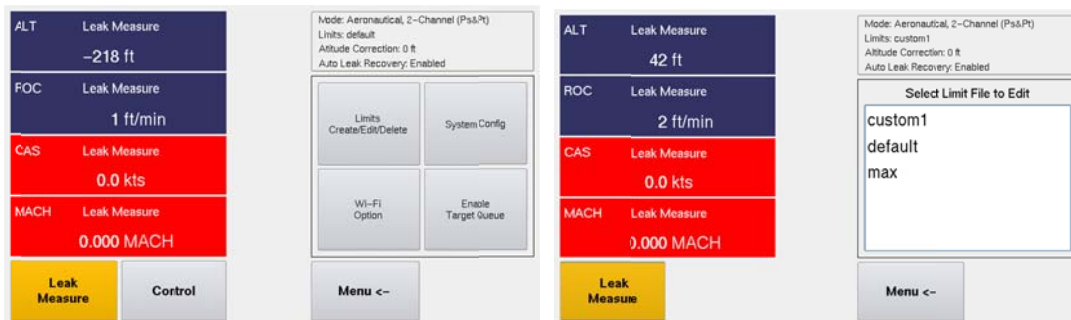 ALT Leak Measure
-218 ft
FOC Leak Measure
1 ft/min
CAS Leak Measure
0.0 kts
MACH Leak Measure
0.000 MACH
Leak
Measure
Control
Mode: Aeronautical, 2-Channel (Ps&Pt)
Limits: default
Altitude Correction: 0 ft
Auto Leak Recovery: Enabled
Limits
Create/Edit/Delete
System Config
Wi-Fi
Option
Enable
Target Queue
Menu <-
ALT Leak Measure
42 ft
ROC Leak Measure
2 ft/min
CAS Leak Measure
0.0 kts
MACH Leak Measure
0.000 MACH
Leak
Measure
Mode: Aeronautical, 2-Channel (Ps&Pt)
Limits: custom1
Altitude Correction: 0 ft
Auto Leak Recovery: Enabled
Select Limit File to Edit
custom1
default
max
Menu <-